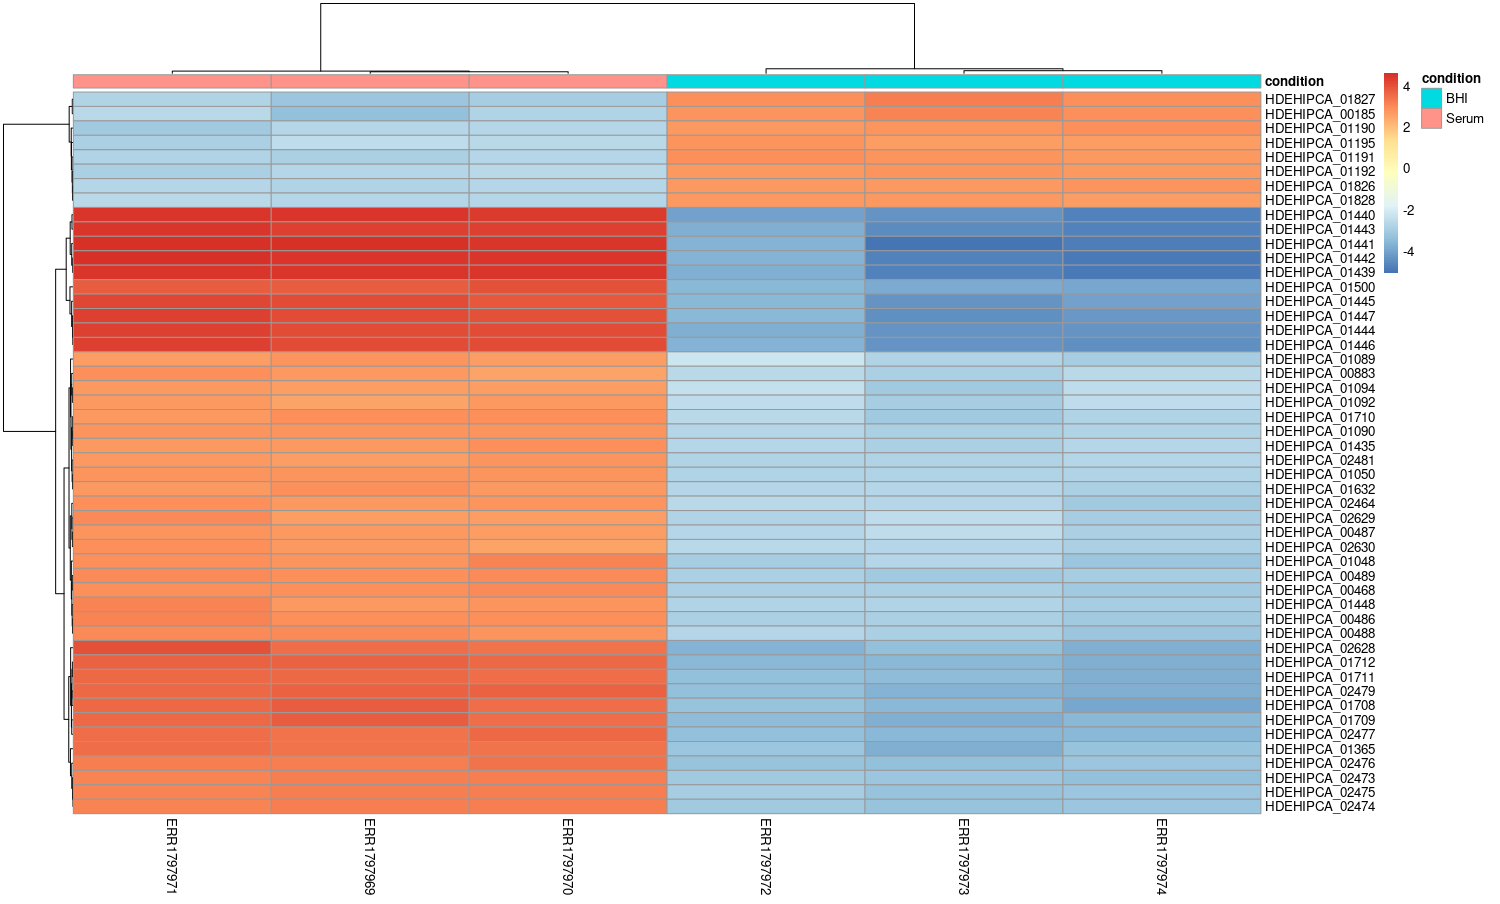 condition
HDEHIPCA_01827
HDEHIPCA_00185
HDEHIPCA_01190
HDEHIPCA_01195
HDEHIPCA_01191
HDEHIPCA_01192
HDEHIPCA_01826
HDEHIPCA_01828
HDEHIPCA_01440
HDEHIPCA_01443
HDEHIPCA_01441
HDEHIPCA_01442
HDEHIPCA_01439
HDEHIPCA_01500
HDEHIPCA_01445
HDEHIPCA_01447
HDEHIPCA_01444
HDEHIPCA_01446
HDEHIPCA_01089
HDEHIPCA_00883
HDEHIPCA_01094
HDEHIPCA_01092
HDEHIPCA_01710
HDEHIPCA_01090
HDEHIPCA_01435
HDEHIPCA_02481
HDEHIPCA_01050
HDEHIPCA_01632
HDEHIPCA_02464
HDEHIPCA_02629
HDEHIPCA_00487
HDEHIPCA_02630
HDEHIPCA_01048
HDEHIPCA_00489
HDEHIPCA_00468
HDEHIPCA_01448
HDEHIPCA_00486
HDEHIPCA_00488
HDEHIPCA_02628
HDEHIPCA_01712
HDEHIPCA_01711
HDEHIPCA_02479
HDEHIPCA_01708
HDEHIPCA_01709
HDEHIPCA_02477
HDEHIPCA_01365
HDEHIPCA_02476
HDEHIPCA_02473
HDEHIPCA_02475
HDEHIPCA_02474
4
2
0
-2
-4
condition
BHI
Serum
ERR1797971
ERR1797969
ERR1797970
ERR1797972
ERR1797973
ERR1797974